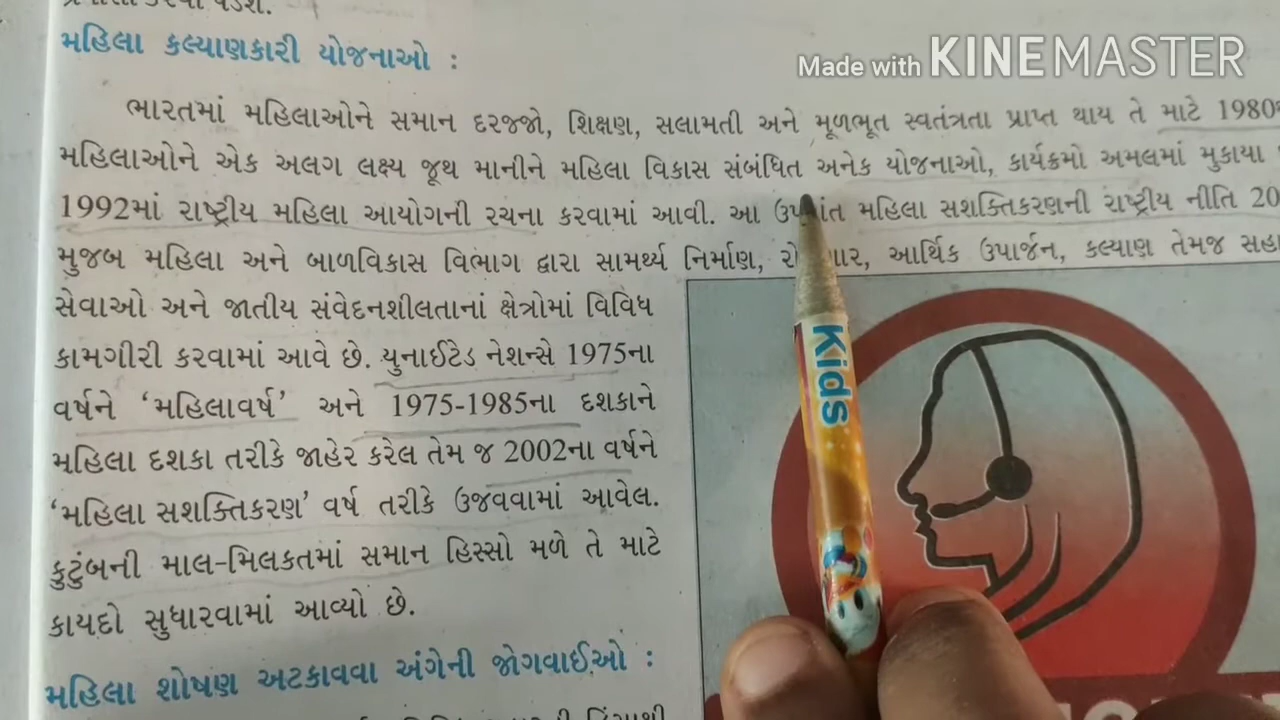 કરવા પડશે.
મહિલા કલ્યાણકારી યોજનાઓ :
Made with KINEMASTER
ભારતમાં મહિલાઓને સમાન દરજ્જો, શિક્ષણ, સલામતી અને મૂળભૂત સ્વતંત્રતા પ્રાપ્ત થાય તે માટે 1980
મહિલાઓને એક અલગ લક્ષ્ય જૂથ માનીને મહિલા વિકાસ સંબંધિત અનેક યોજનાઓ, કાર્યક્રમો અમલમાં મુકાયા
1992માં રાષ્ટ્રીય મહિલા આયોગની રચના કરવામાં આવી. આ મહિલા સશક્તિકરણની રાષ્ટ્રીય નીતિ 20
મુજબ મહિલા અને બાળવિકાસ વિભાગ દ્વારા સામર્થ્ય નિર્માણ, આર્થિક ઉપાર્જન, કલ્યાણ તેમજ સહા
સેવાઓ અને જાતીય સંવેદનશીલતાનાં ક્ષેત્રોમાં વિવિધ
કામગીરી કરવામાં આવે છે. યુનાઈટેડ નેશન્સે 1975ના
વર્ષને ‘મહિલાવર્ષ’ અને 1975-1985ના દશકાને
મહિલા દશકા તરીકે જાહેર કરેલ તેમ જ 2002ના વર્ષને
‘મહિલા સશક્તિકરણ’ વર્ષ તરીકે ઉજવવામાં આવેલ.
કુટુંબની માલ-મિલકતમાં સમાન હિસ્સો મળે તે માટે
કાયદો સુધારવામાં આવ્યો છે.
મહિલા શોષણ અટકાવવા અંગેની જોગવાઈઓ :
Kids